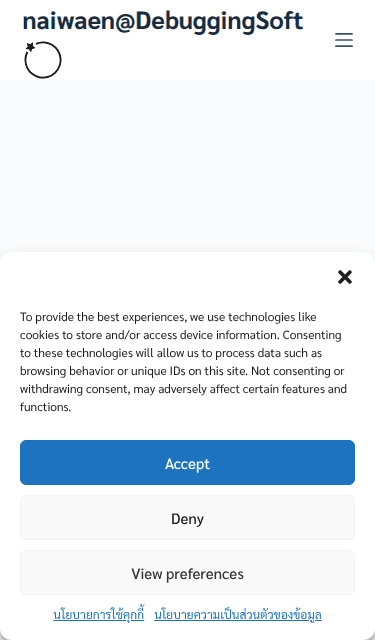 naiwaen@DebuggingSoft
To provide the best experiences, we use technologies like
cookies to store and/or access device information. Consenting
to these technologies will allow us to process data such as
browsing behavior or unique IDs on this site. Not consenting or
withdrawing consent, may adversely affect certain features and
functions.
Accept
Deny
View preferences
นโยบายการใช้คุกกี้ นโยบายความเป็นส่วนตัวของข้อมูล